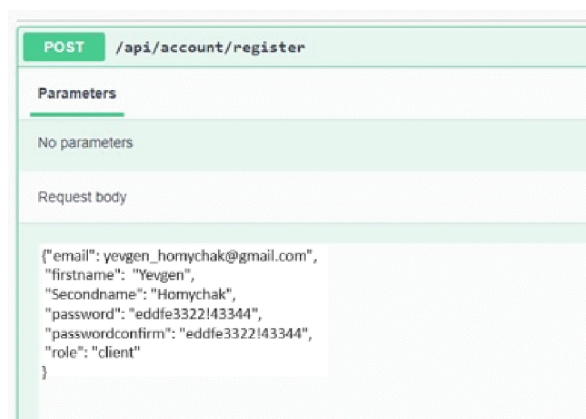 POST /api/account/register
Parameters
No parameters
Request body
{"email": yevgen_homychak@gmail.com",
"firstname": "Yevgen",
"Secondname": "Homychak",
"password": "eddfe3322!43344",
"passwordconfirm": "eddfe3322!43344",
"role": "client"
}